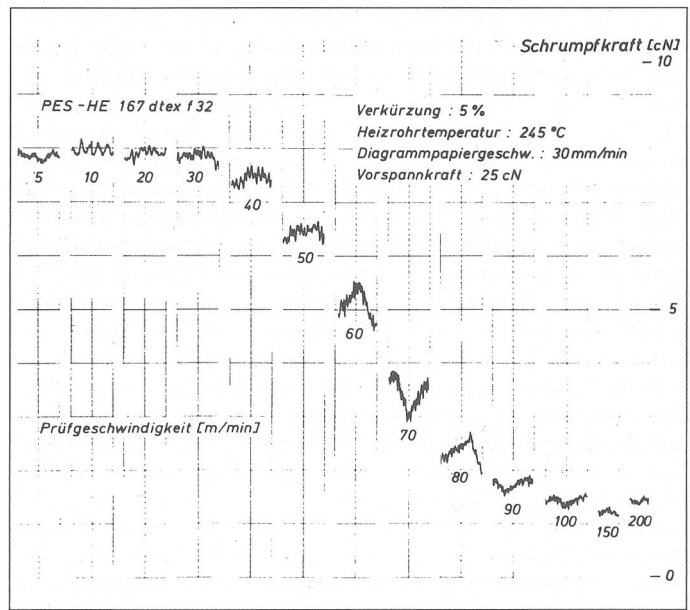 Schrumpfkraft [cN]
– 10
PES - HE 167 dtex f 32
Verkürzung : 5 %
Heizrohrtemperatur : 245 °C
Diagrammpapiergeschw. : 30 mm/min
Vorspannkraft : 25 cN
5 10 20 30
40
50
– 5
60
70
Prüfgeschwindigkeit [m/min]
80
90 100 150 200
– 0